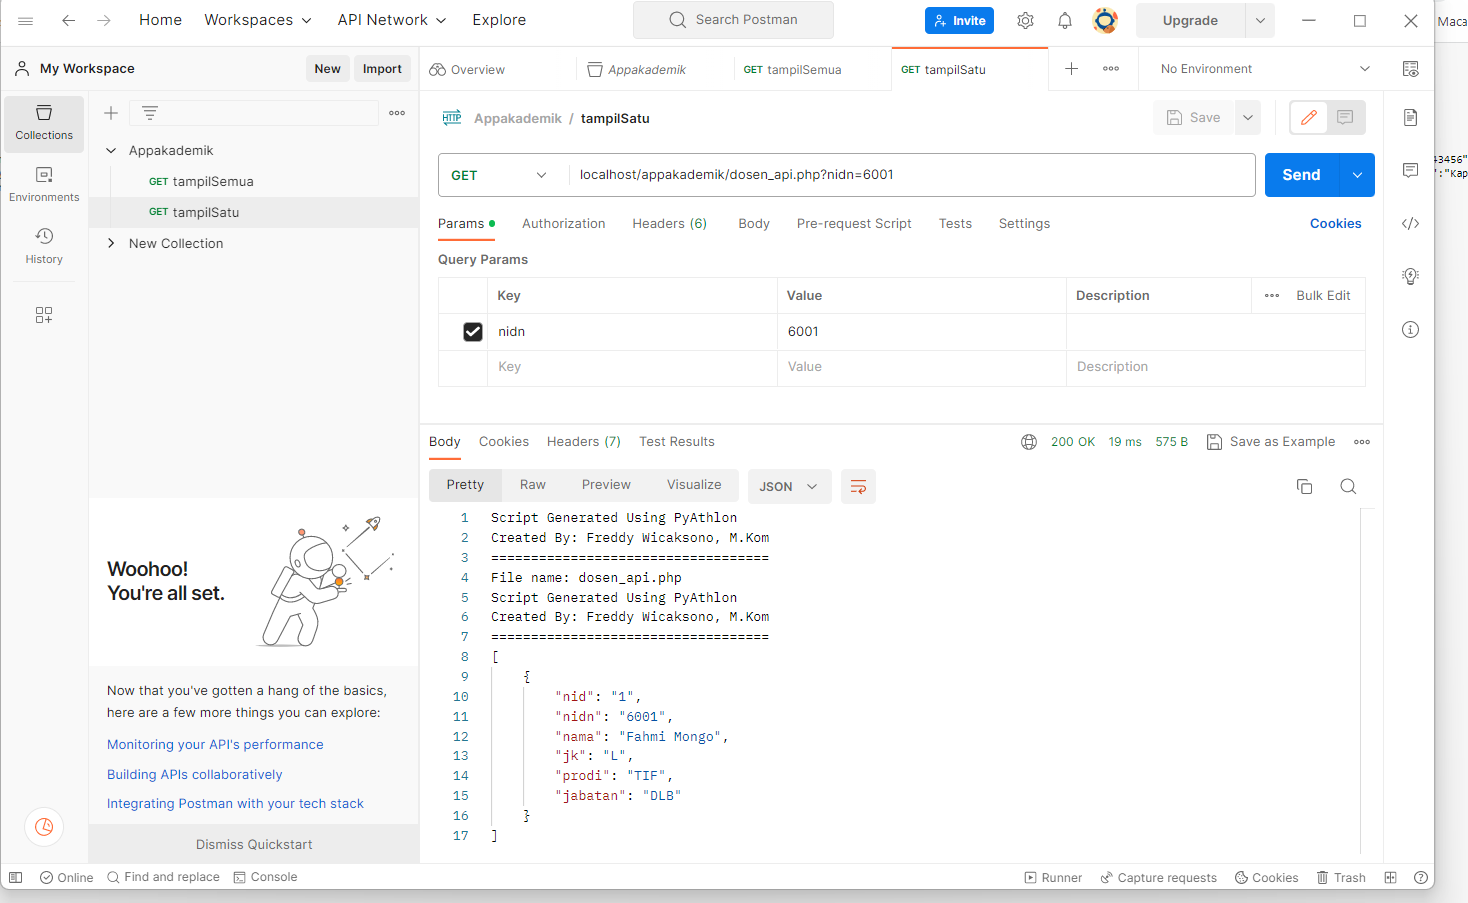 Home Workspaces API Network Explore Search Postman Invite Upgrade
Maca
My Workspace New Import Overview Appakademik GET tampilSemua GET tampilSatu No Environment
Collections
Environments
History
Appakademik
GET tampilSemua
GET tampilSatu
New Collection
HTTP Appakademik / tampilSatu Save
GET localhost/appakademik/dosen_api.php?nidn=6001 Send
43456"
":"Kap
Params Authorization Headers (6) Body Pre-request Script Tests Settings Cookies
Query Params
Key Value Description Bulk Edit
nidn 6001
Key Value Description
Body Cookies Headers (7) Test Results 200 OK 19 ms 575 B Save as Example
Pretty Raw Preview Visualize JSON
1 Script Generated Using PyAthlon
2 Created By: Freddy Wicaksono, M.Kom
3 ===================================
4 File name: dosen_api.php
5 Script Generated Using PyAthlon
6 Created By: Freddy Wicaksono, M.Kom
7 ===================================
8 [
9 {
10 "nid": "1",
11 "nidn": "6001",
12 "nama": "Fahmi Mongo",
13 "jk": "L",
14 "prodi": "TIF",
15 "jabatan": "DLB"
16 }
17 ]
Woohoo!
You're all set.
Now that you've gotten a hang of the basics,
here are a few more things you can explore:
Monitoring your API's performance
Building APIs collaboratively
Integrating Postman with your tech stack
Dismiss Quickstart
Online Find and replace Console Runner Capture requests Cookies Trash